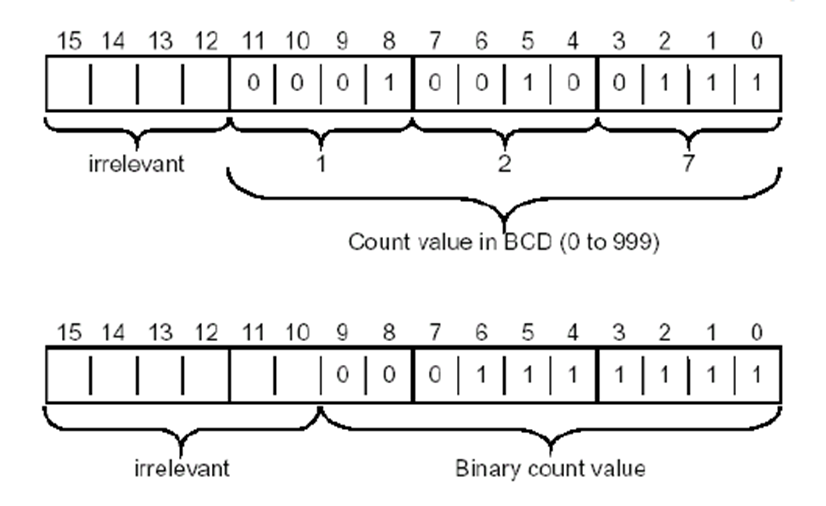 15 14 13 12 11 10 9 8 7 6 5 4 3 2 1 0
0 0 0 1 0 0 1 0 0 1 1 1
irrelevant 1 2 7
Count value in BCD (0 to 999)
15 14 13 12 11 10 9 8 7 6 5 4 3 2 1 0
0 0 0 1 1 1 1 1 1 1
irrelevant Binary count value